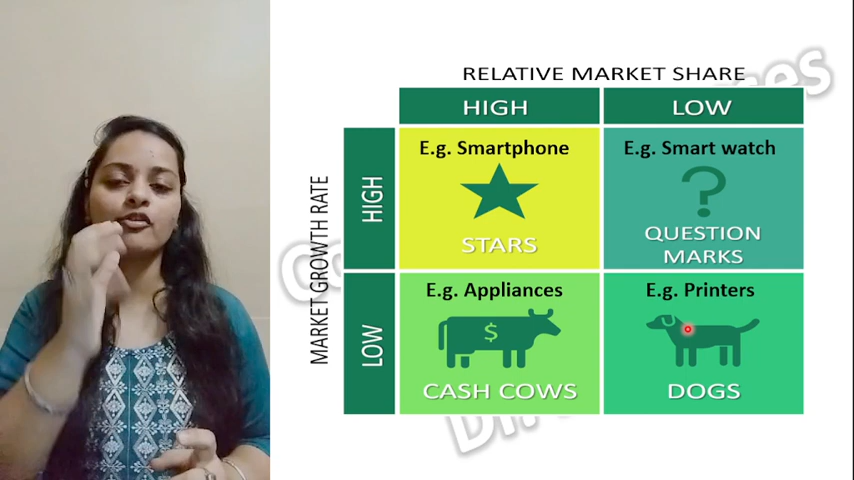 RELATIVE MARKET SHARE
HIGH
LOW
MARKET GROWTH RATE
HIGH
E.g. Smartphone
STARS
E.g. Smart watch
?
QUESTION
MARKS
LOW
E.g. Appliances
$
CASH COWS
E.g. Printers
DOGS